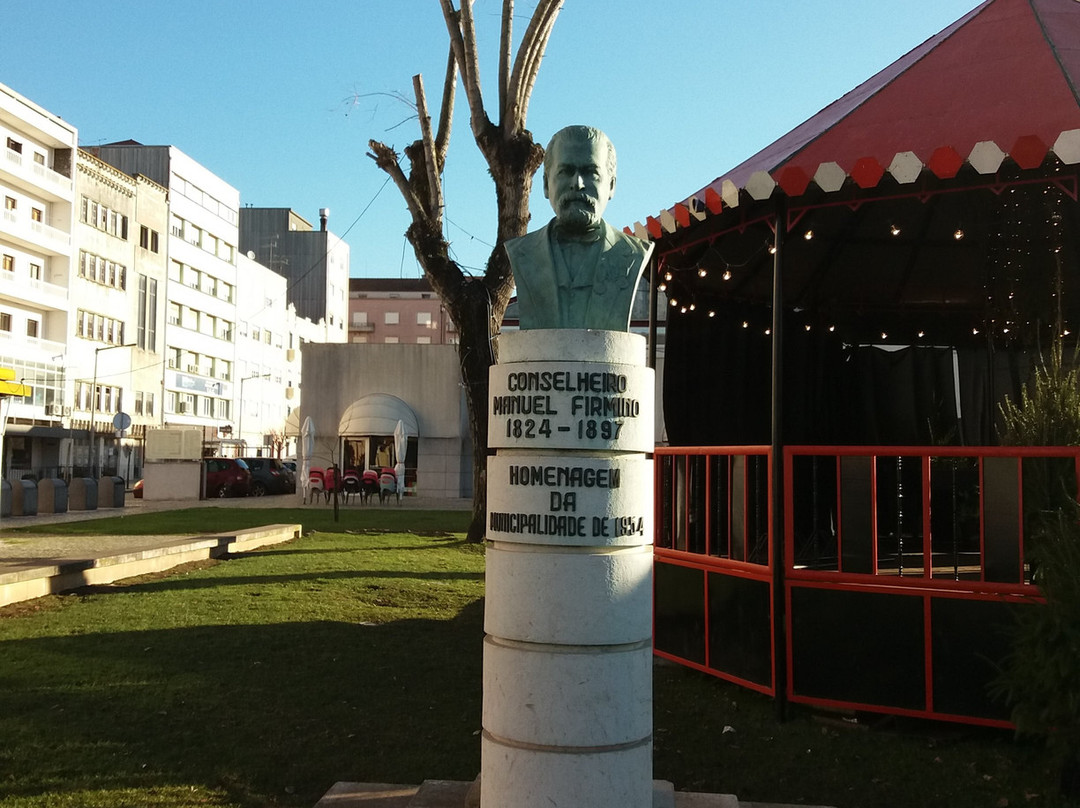 CONSELHEIRO
MANUEL FIRMINO
1824 - 1897
HOMENAGEM
DA
MUNICIPALIDADE DE 1954